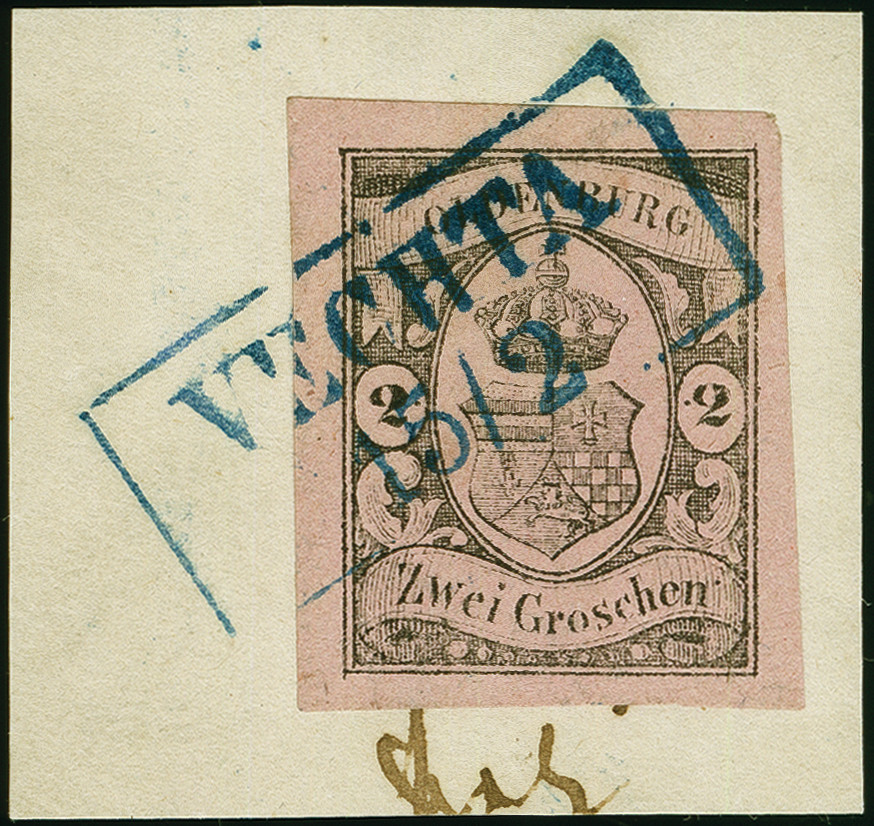 OLDENBURG
VECHTA
15/2
2 2
Zwei Groschen